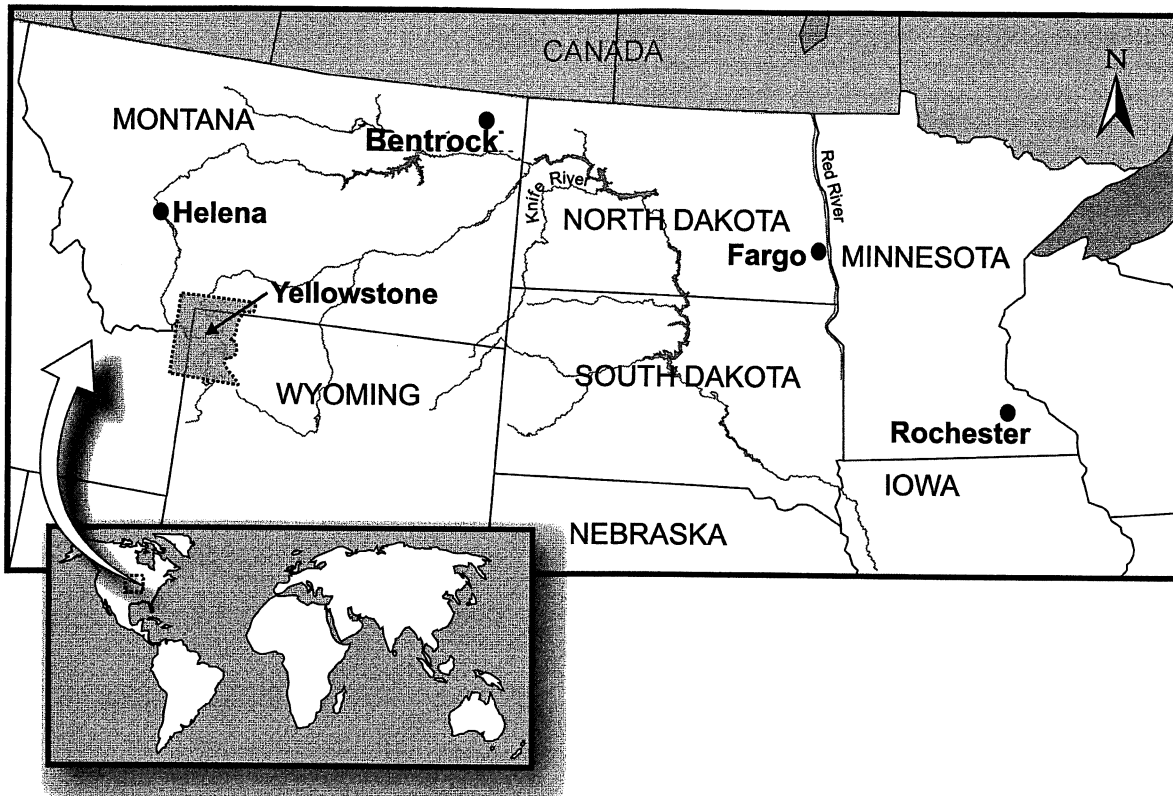 CANADA
N
MONTANA
Bentrock
Knife River
Red River
Helena
NORTH DAKOTA
Fargo
MINNESOTA
Yellowstone
WYOMING
SOUTH DAKOTA
Rochester
IOWA
NEBRASKA